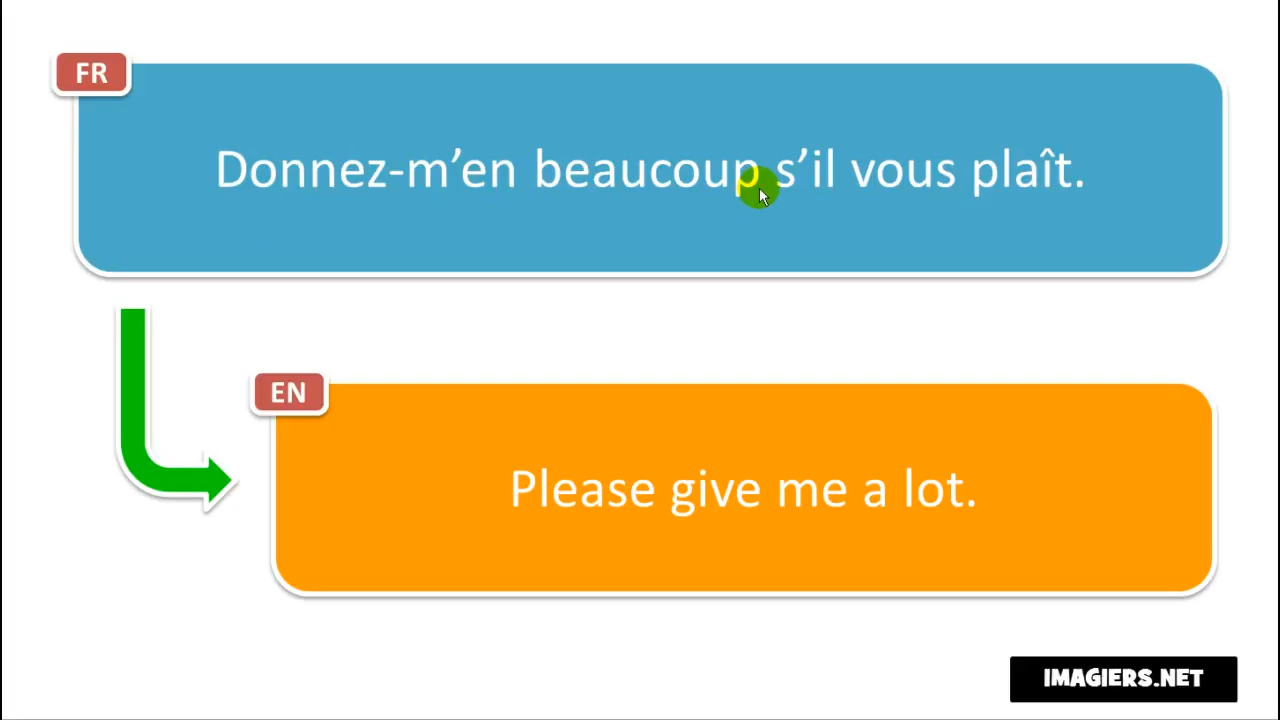 FR
Donnez-m’en beaucoup s’il vous plaît.
EN
Please give me a lot.
IMAGIERS.NET